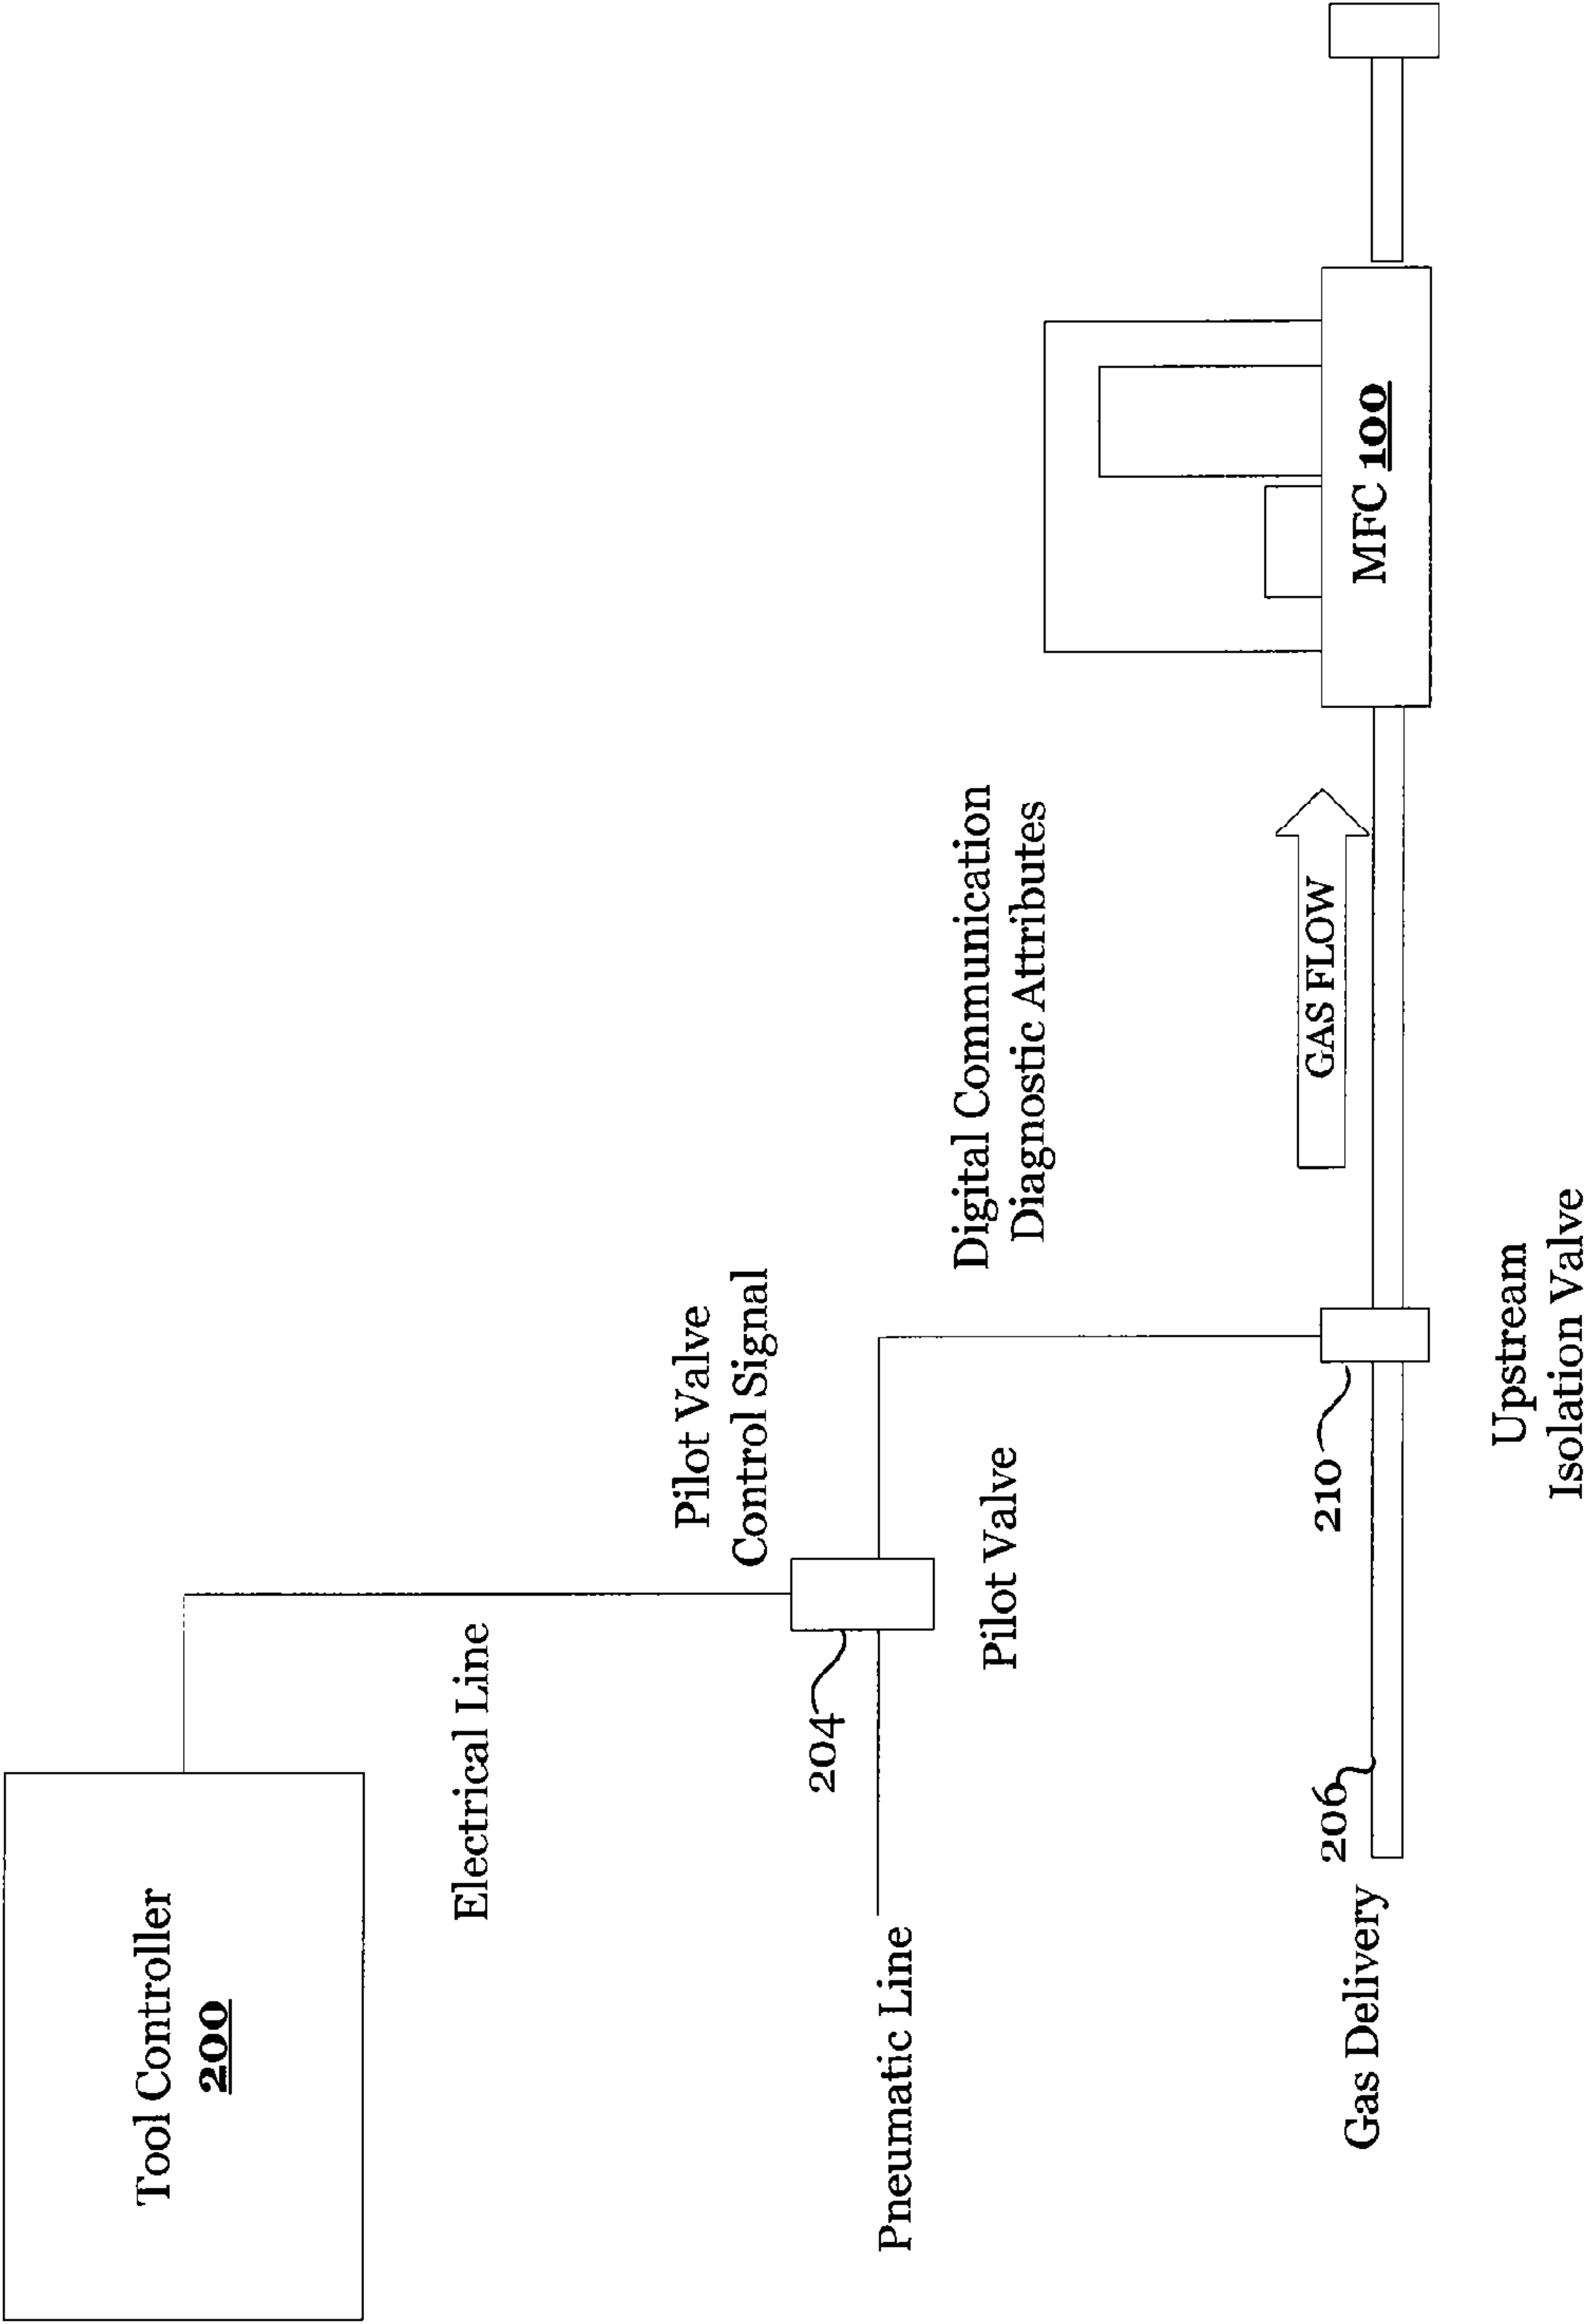 Tool Controller
200
Electrical Line
Pilot Valve
Control Signal
204
Pneumatic Line
Pilot Valve
Digital Communication
Diagnostic Attributes
GAS FLOW
MFC 100
206
Gas Delivery
210
Upstream
Isolation Valve